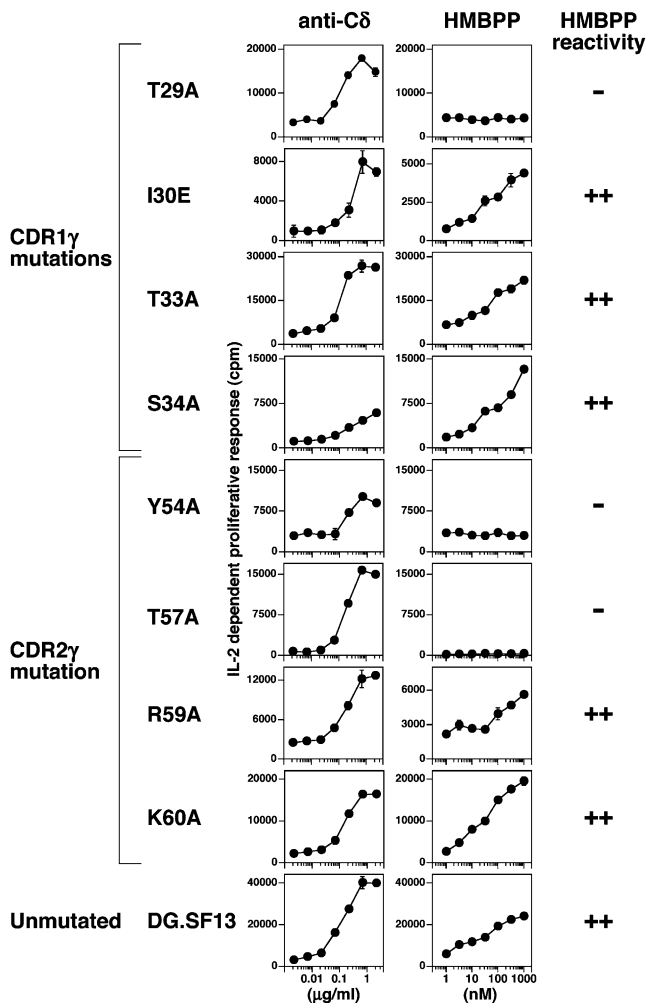 anti-Cδ HMBPP HMBPP reactivity
CDR1γ mutations
IL-2 dependent proliferative response (cpm)
T29A
20000 10000 0
20000 10000 0
-
I30E
8000 4000 0
5000 2500 0
++
T33A
30000 15000 0
30000 15000 0
++
S34A
15000 7500 0
15000 7500 0
++
CDR2γ mutation
Y54A
15000 7500 0
15000 7500 0
-
T57A
15000 7500 0
15000 7500 0
-
R59A
12000 6000 0
6000 3000 0
++
K60A
20000 10000 0
20000 10000 0
++
Unmutated DG.SF13
40000 20000 0
40000 20000 0
++
0.01 0.1 1
1 10 100 1000
(μg/ml) (nM)